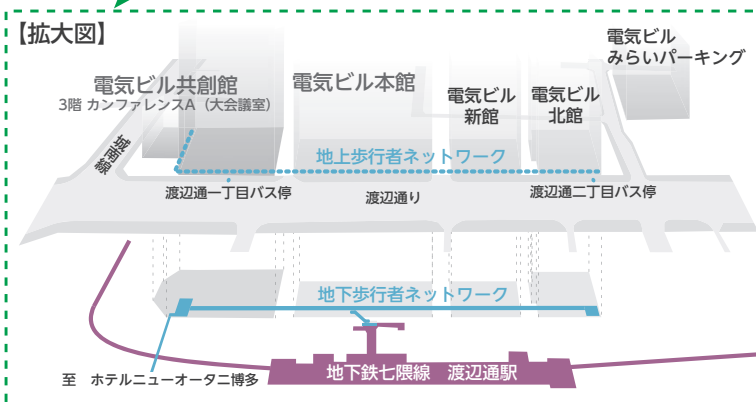 【拡大図】
電気ビル
みらいパーキング
電気ビル共創館
3階 カンファレンスA（大会議室）
電気ビル本館
電気ビル
新館
電気ビル
北館
城南線
地上歩行者ネットワーク
渡辺通一丁目バス停
渡辺通り
渡辺通二丁目バス停
地下歩行者ネットワーク
至　ホテルニューオータニ博多
地下鉄七隈線　渡辺通駅